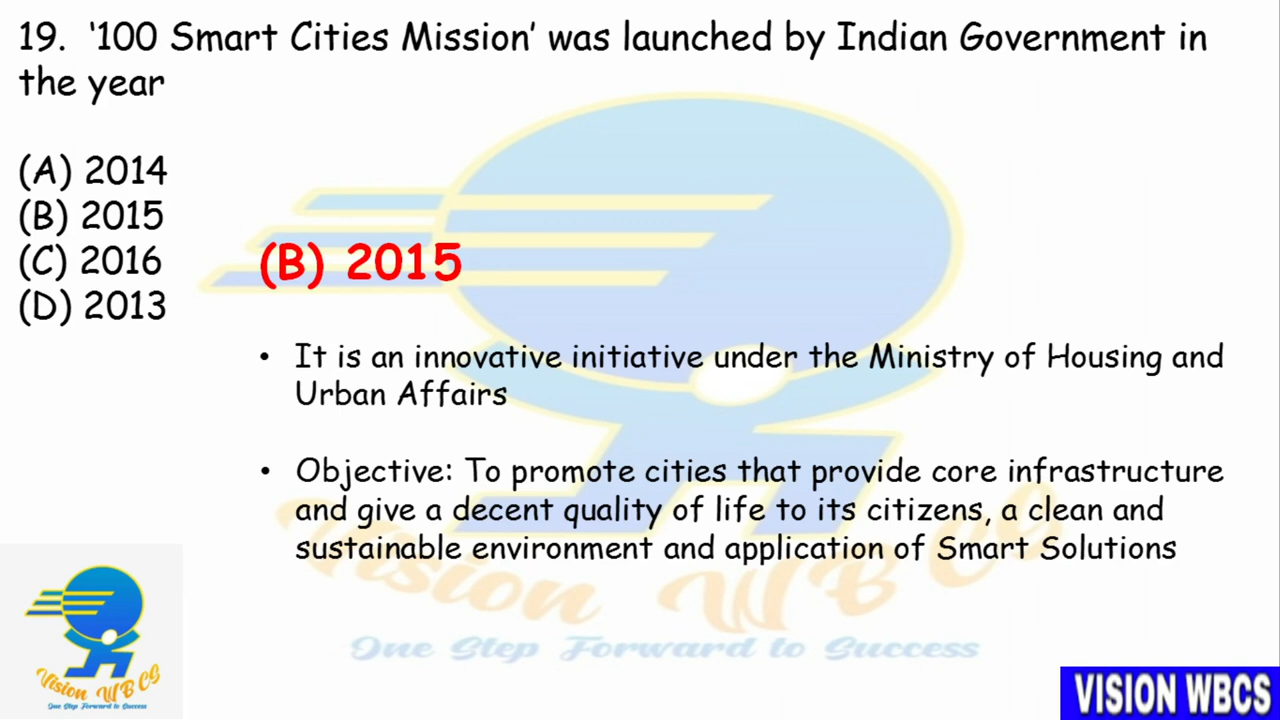 19. ‘100 Smart Cities Mission’ was launched by Indian Government in
the year
(A) 2014
(B) 2015
(C) 2016
(D) 2013
(B) 2015
• It is an innovative initiative under the Ministry of Housing and
Urban Affairs
• Objective: To promote cities that provide core infrastructure
and give a decent quality of life to its citizens, a clean and
sustainable environment and application of Smart Solutions
Vision WBCS
One Step Forward to Success
Vision WBCS
One Step Forward to Success
VISION WBCS